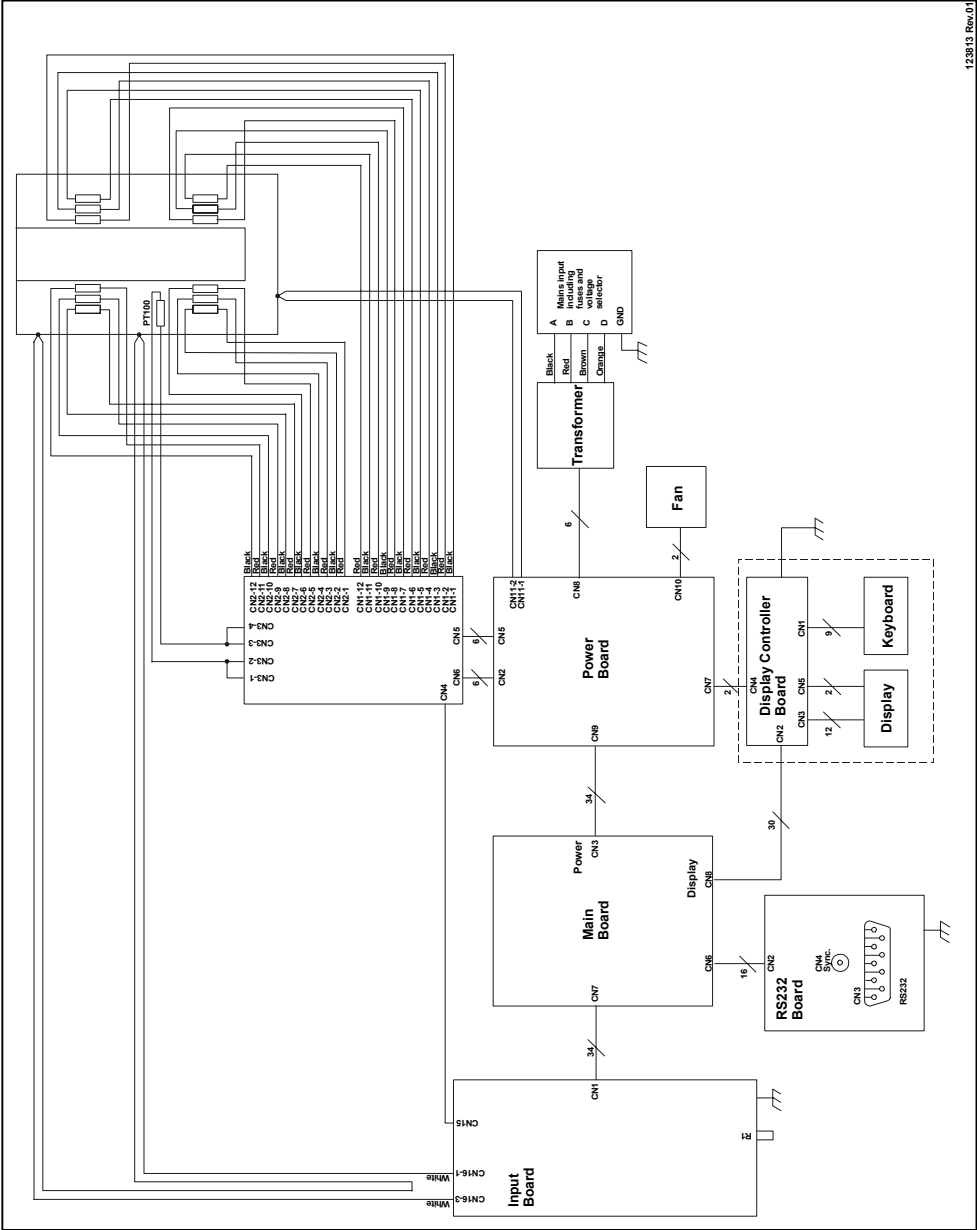 123813 Rev.01
PT100
Black
Red
Black
Red
Black
Red
Black
Red
Black
Red
Black
Red
CN2-12
CN2-11
CN2-10
CN2-9
CN2-8
CN2-7
CN2-6
CN2-5
CN2-4
CN2-3
CN2-2
CN2-1
Red
Black
Red
Black
Red
Black
Red
Black
Red
Black
Red
Black
CN1-12
CN1-11
CN1-10
CN1-9
CN1-8
CN1-7
CN1-6
CN1-5
CN1-4
CN1-3
CN1-2
CN1-1
CN3-4
CN3-3
CN3-2
CN3-1
CN4
CN6
CN5
6
6
Mains input
including
fuses and
voltage
selector
A
B
C
D
GND
Black
Red
Brown
Orange
Transformer
6
Fan
2
CN11-2
CN11-1
CN8
CN10
CN2
CN5
Power
Board
CN9
CN7
2
CN4
Display Controller
Board
CN1
CN5
CN3
CN2
9
2
12
Keyboard
Display
34
30
Power
CN3
Main
Board
Display
CN8
CN7
CN6
16
CN2
RS232
Board
CN4
Sync.
CN3
RS232
34
CN1
CN15
CN16-1
CN16-3
White
White
Input
Board
R1